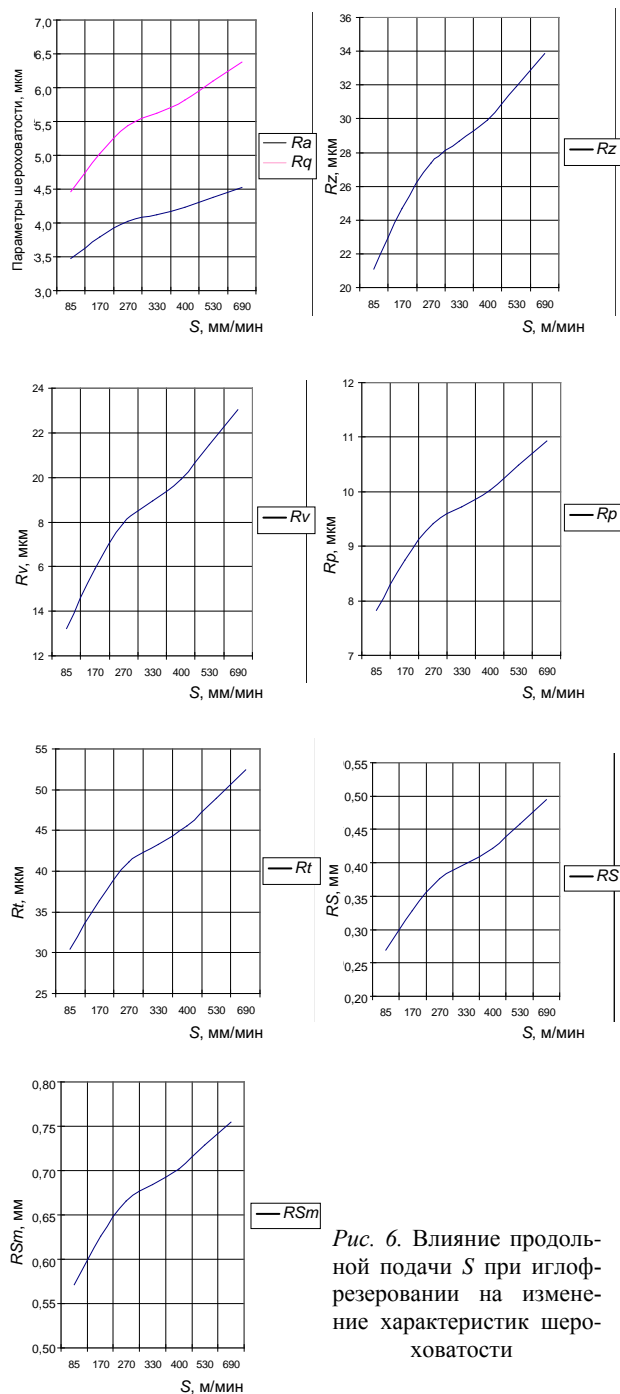 7,0
6,5
6,0
5,5
5,0
4,5
4,0
3,5
3,0
Параметры шероховатости, мкм
85 170 270 330 400 530 690
S, мм/мин
Ra
Rq
36
34
32
30
28
26
24
22
20
Rz, мкм
85 170 270 330 400 530 690
S, м/мин
Rz
24
22
20
8
6
14
12
Rv, мкм
85 170 270 330 400 530 690
S, мм/мин
Rv
12
11
10
9
8
7
Rp, мкм
85 170 270 330 400 530 690
S, м/мин
Rp
55
50
45
40
35
30
25
Rt, мкм
85 170 270 330 400 530 690
S, мм/мин
Rt
0,55
0,50
0,45
0,40
0,35
0,30
0,25
0,20
RS, мм
85 170 270 330 400 530 690
S, м/мин
RS
0,80
0,75
0,70
0,65
0,60
0,55
0,50
RSm, мм
85 170 270 330 400 530 690
S, м/мин
RSm
Рис. 6. Влияние продоль-
ной подачи S при иглоф-
резеровании на измене-
ние характеристик шеро-
ховатости